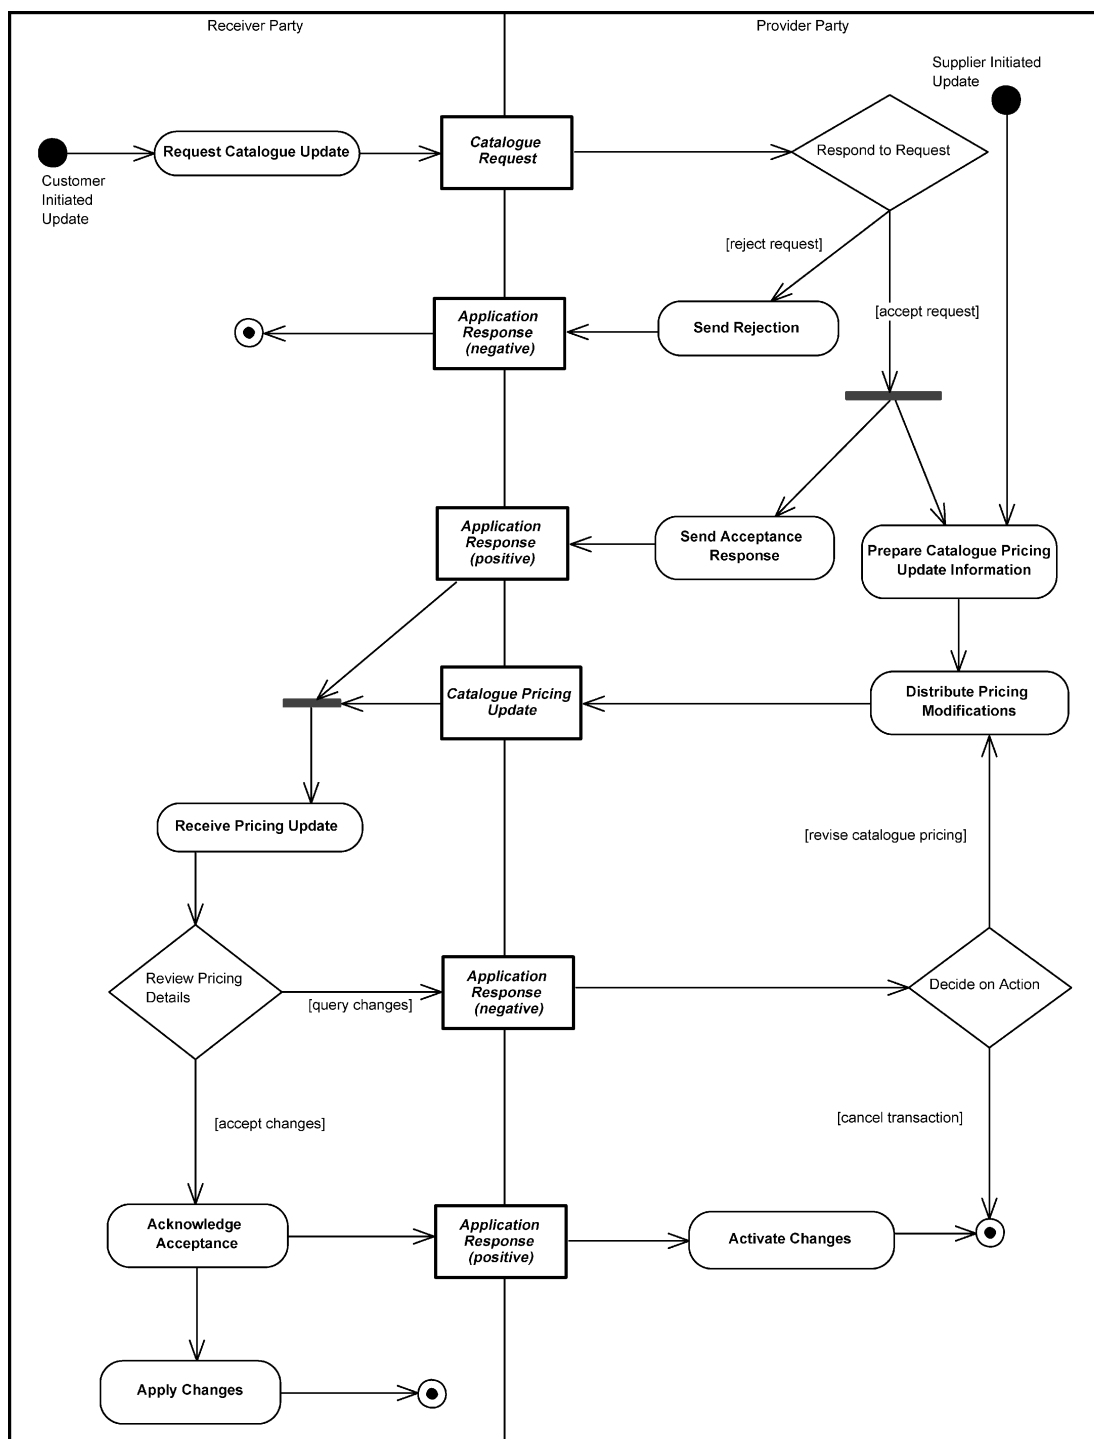 Receiver Party
Provider Party
Supplier Initiated
Update
Customer
Initiated
Update
Request Catalogue Update
Catalogue
Request
Respond to Request
[reject request]
[accept request]
Application
Response
(negative)
Send Rejection
Application
Response
(positive)
Send Acceptance
Response
Prepare Catalogue Pricing
Update Information
Catalogue Pricing
Update
Distribute Pricing
Modifications
Receive Pricing Update
[revise catalogue pricing]
Review Pricing
Details
[query changes]
Application
Response
(negative)
Decide on Action
[accept changes]
[cancel transaction]
Acknowledge
Acceptance
Application
Response
(positive)
Activate Changes
Apply Changes